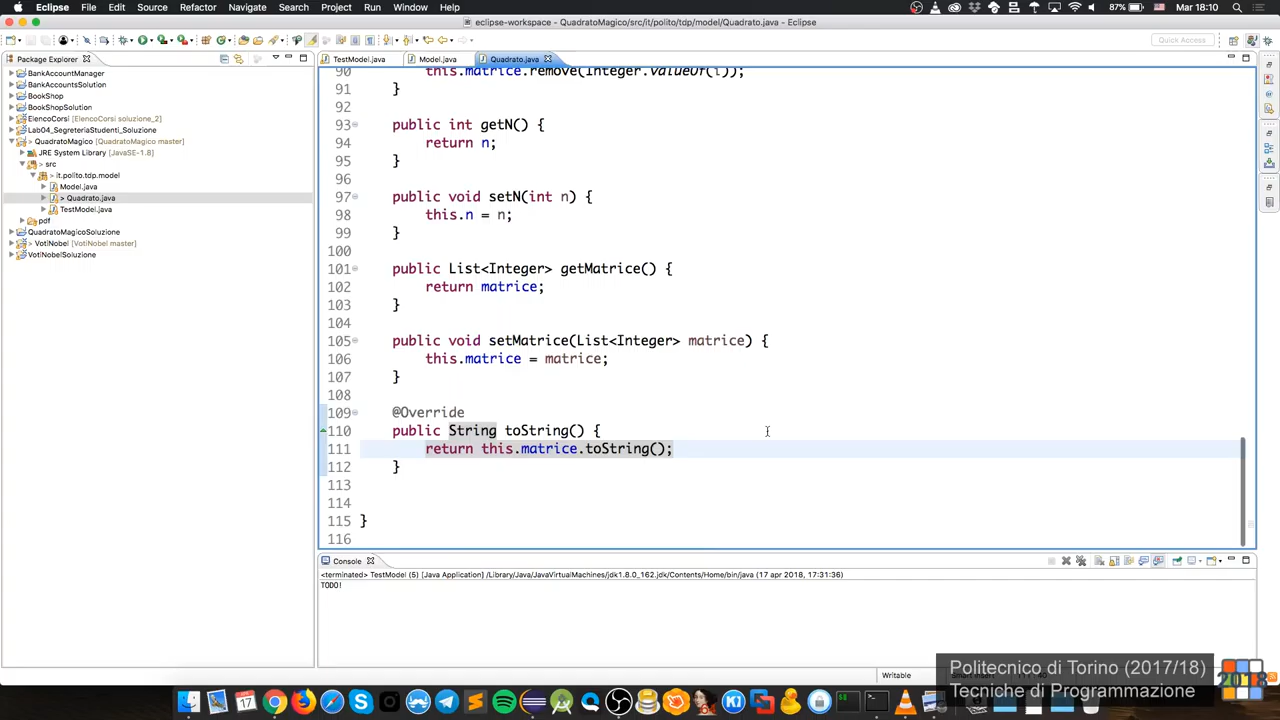 Eclipse File Edit Source Refactor Navigate Search Project Run Window Help
87% Mar 18:10
eclipse-workspace - QuadratoMagico/src/it/polito/tdp/model/Quadrato.java - Eclipse
Quick Access
Package Explorer
TestModel.java Model.java Quadrato.java
BankAccountManager
BankAccountsSolution
BookShop
BookShopSolution
ElencoCorsi [ElencoCorsi soluzione_2]
Lab04_SegreteriaStudenti_Soluzione
> QuadratoMagico [QuadratoMagico master]
JRE System Library [JavaSE-1.8]
> src
> it.polito.tdp.model
Model.java
> Quadrato.java
TestModel.java
pdf
QuadratoMagicoSoluzione
> VotiNobel [VotiNobel master]
VotiNobelSoluzione
90 this.matrice.remove(Integer.valueOf(i));
91 }
92
93 public int getN() {
94 return n;
95 }
96
97 public void setN(int n) {
98 this.n = n;
99 }
100
101 public List<Integer> getMatrice() {
102 return matrice;
103 }
104
105 public void setMatrice(List<Integer> matrice) {
106 this.matrice = matrice;
107 }
108
109 @Override
110 public String toString() {
111 return this.matrice.toString();
112 }
113
114
115 }
116
Console
<terminated> TestModel (5) [Java Application] /Library/Java/JavaVirtualMachines/jdk1.8.0_162.jdk/Contents/Home/bin/java (17 apr 2018, 17:31:36)
TODO!
Writable
Politecnico di Torino (2017/18)
Tecniche di Programmazione
2018